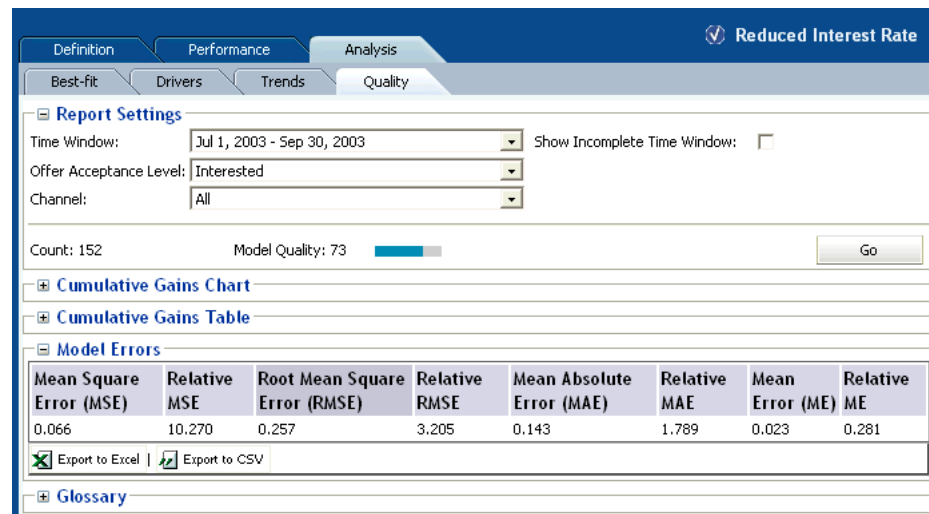 Reduced Interest Rate
Definition Performance Analysis
Best-fit Drivers Trends Quality
Report Settings
Time Window: Jul 1, 2003 - Sep 30, 2003 Show Incomplete Time Window:
Offer Acceptance Level: Interested
Channel: All
Count: 152 Model Quality: 73 Go
Cumulative Gains Chart
Cumulative Gains Table
Model Errors
Mean Square Error (MSE) Relative MSE Root Mean Square Error (RMSE) Relative RMSE Mean Absolute Error (MAE) Relative MAE Mean Error (ME) Relative ME
0.066 10.270 0.257 3.205 0.143 1.789 0.023 0.281
Export to Excel | Export to CSV
Glossary